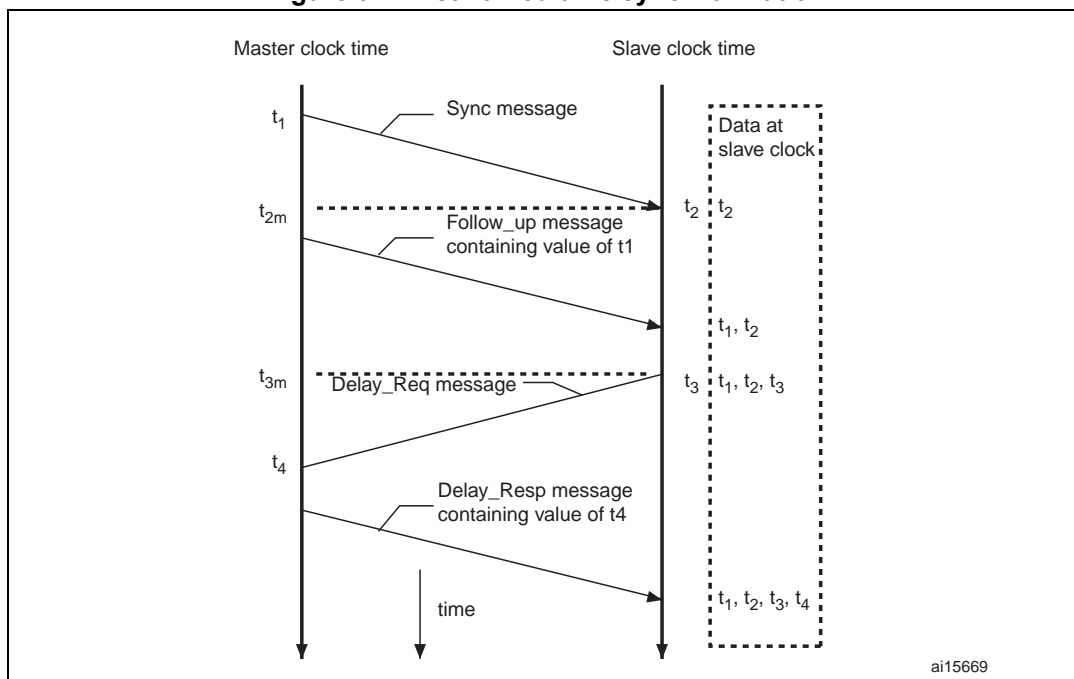 Master clock time
Slave clock time
t1
Sync message
Data at
slave clock
t2m
t2
t2
Follow_up message
containing value of t1
t1, t2
t3m
Delay_Req message
t3
t1, t2, t3
t4
Delay_Resp message
containing value of t4
t1, t2, t3, t4
time
ai15669